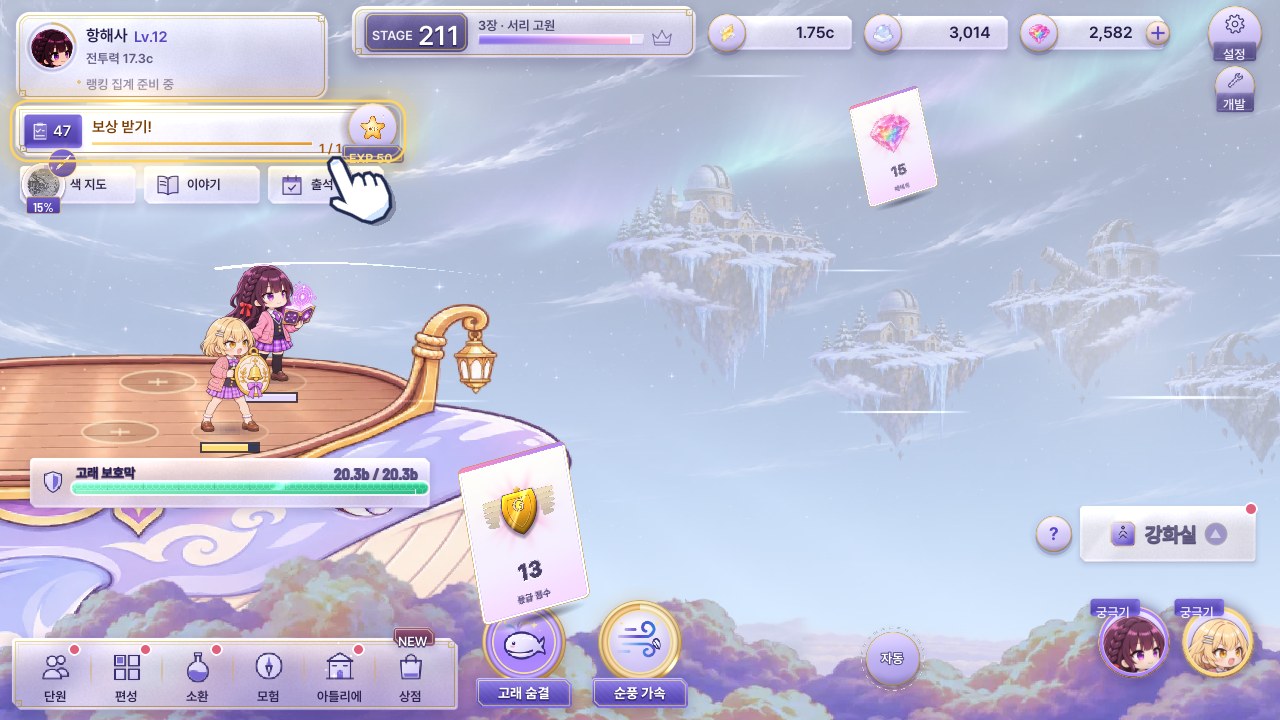 항해사 Lv.12
전투력 17.3c
랭킹 집계 준비 중
STAGE 211
3장 · 서리 고원
1.75c
3,014
2,582
설정
개발
47
보상 받기!
1/1
EXP 50
색 지도
15%
이야기
출석
15
고래 보호막
20.3b / 20.3b
13
등급 점수
?
강화실
궁극기
궁극기
단원
편성
소환
모험
아틀리에
NEW
상점
고래 숨결
순풍 가속
자동